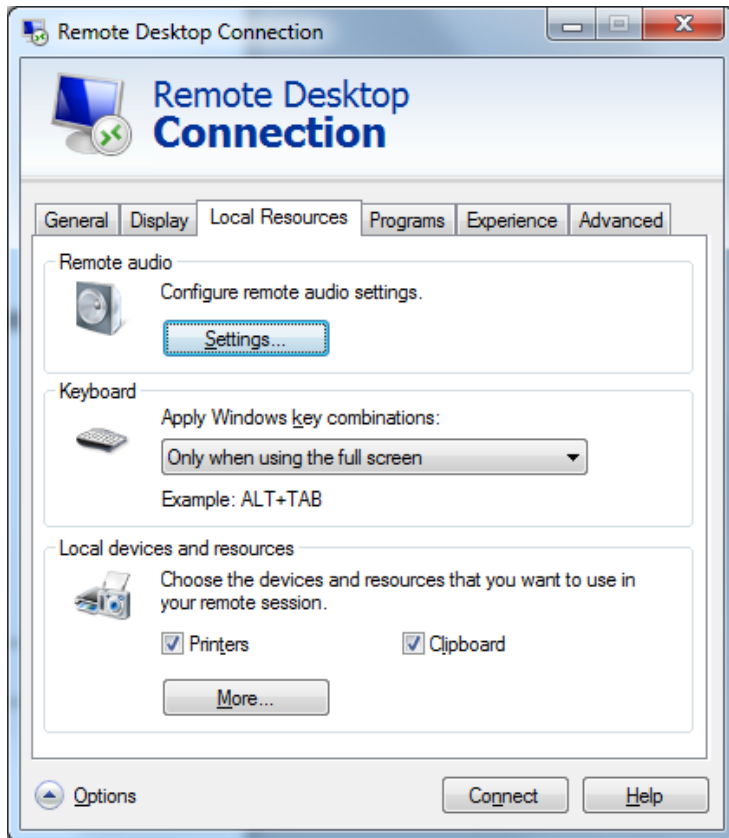 Remote Desktop Connection
Remote Desktop
Connection
General Display Local Resources Programs Experience Advanced
Remote audio
Configure remote audio settings.
Settings...
Keyboard
Apply Windows key combinations:
Only when using the full screen
Example: ALT+TAB
Local devices and resources
Choose the devices and resources that you want to use in
your remote session.
Printers Clipboard
More...
Options Connect Help